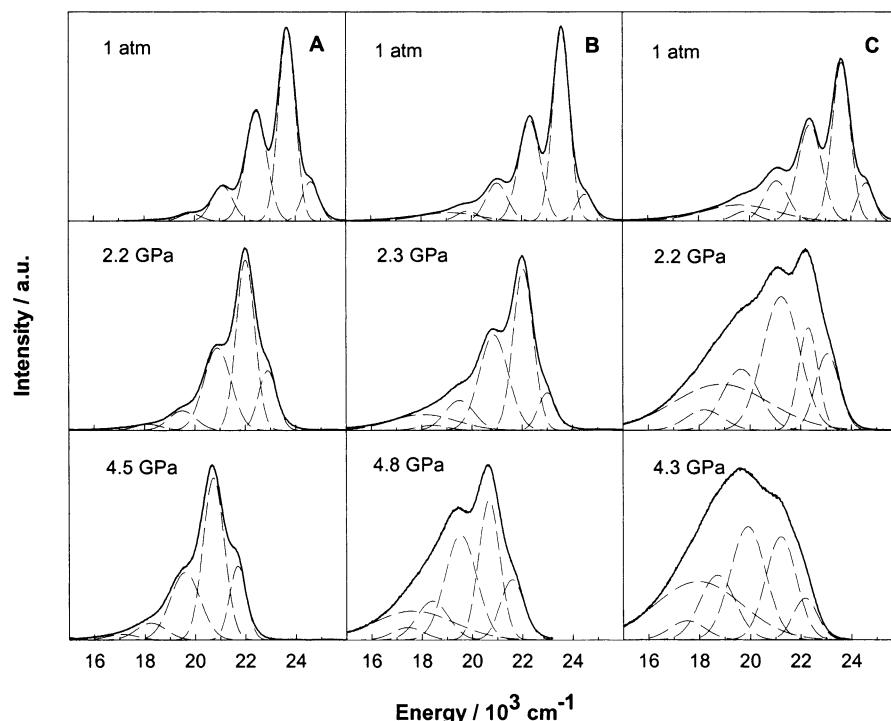 1 atm A
1 atm B
1 atm C
2.2 GPa
2.3 GPa
2.2 GPa
4.5 GPa
4.8 GPa
4.3 GPa
Intensity / a.u.
16 18 20 22 24
16 18 20 22 24
16 18 20 22 24
Energy / 10³ cm⁻¹